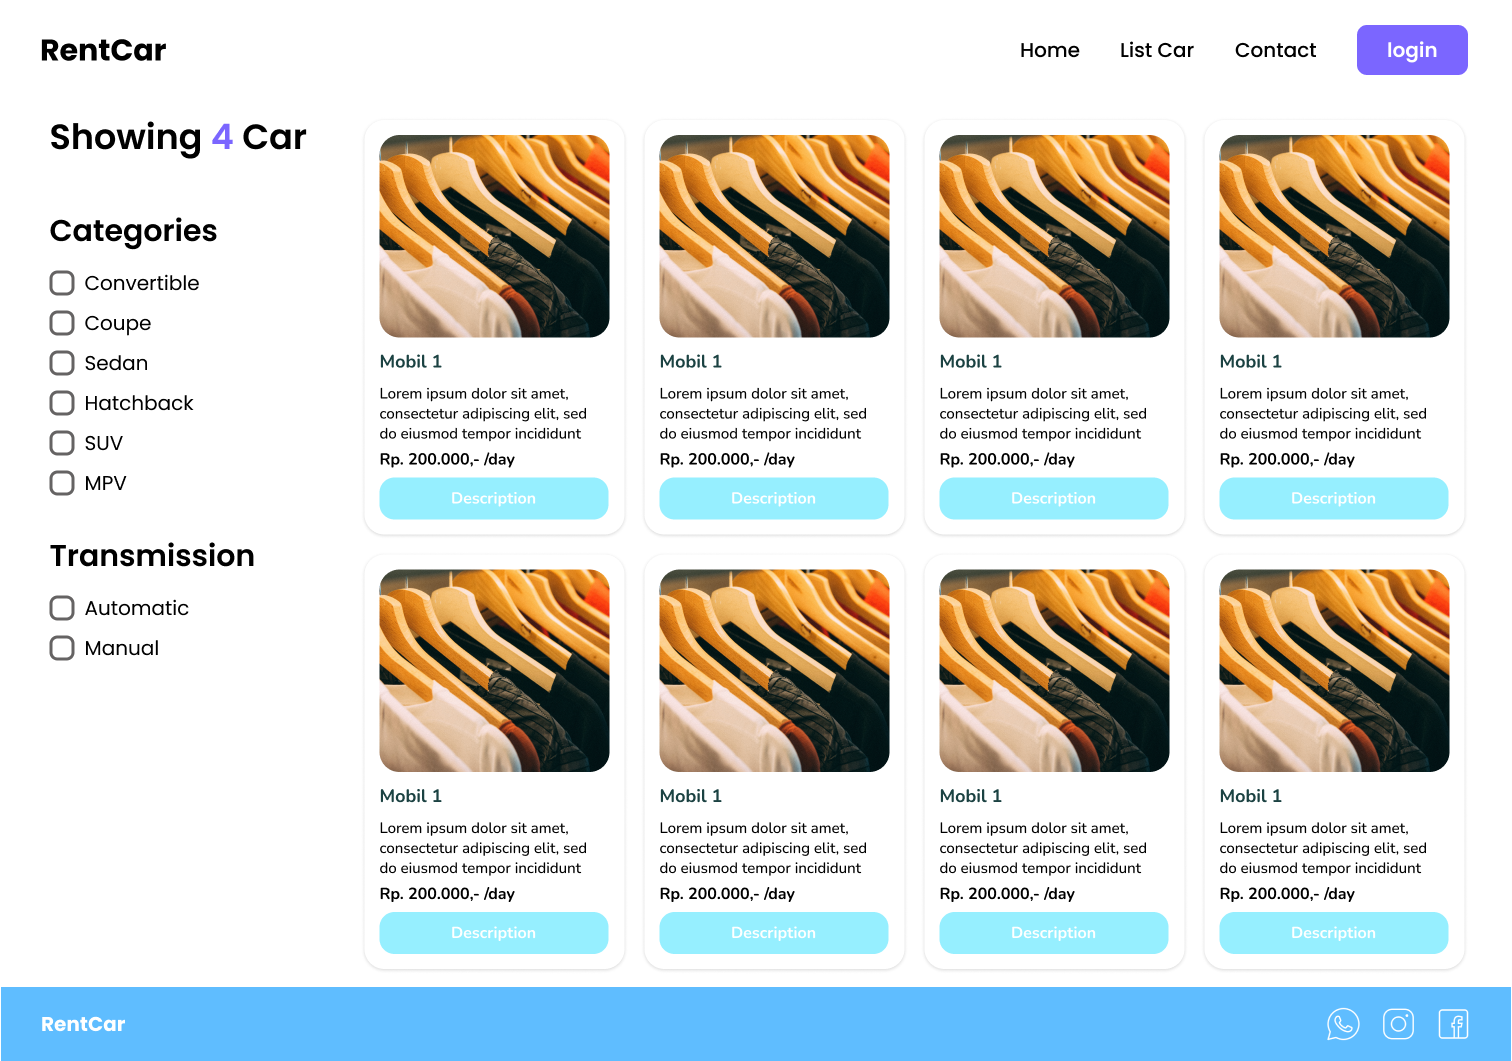 RentCar
Home
List Car
Contact
login
Showing 4 Car
Categories
Convertible
Coupe
Sedan
Hatchback
SUV
MPV
Transmission
Automatic
Manual
Mobil 1
Lorem ipsum dolor sit amet,
consectetur adipiscing elit, sed
do eiusmod tempor incididunt
Rp. 200.000,- /day
Description
Mobil 1
Lorem ipsum dolor sit amet,
consectetur adipiscing elit, sed
do eiusmod tempor incididunt
Rp. 200.000,- /day
Description
Mobil 1
Lorem ipsum dolor sit amet,
consectetur adipiscing elit, sed
do eiusmod tempor incididunt
Rp. 200.000,- /day
Description
Mobil 1
Lorem ipsum dolor sit amet,
consectetur adipiscing elit, sed
do eiusmod tempor incididunt
Rp. 200.000,- /day
Description
Mobil 1
Lorem ipsum dolor sit amet,
consectetur adipiscing elit, sed
do eiusmod tempor incididunt
Rp. 200.000,- /day
Description
Mobil 1
Lorem ipsum dolor sit amet,
consectetur adipiscing elit, sed
do eiusmod tempor incididunt
Rp. 200.000,- /day
Description
Mobil 1
Lorem ipsum dolor sit amet,
consectetur adipiscing elit, sed
do eiusmod tempor incididunt
Rp. 200.000,- /day
Description
Mobil 1
Lorem ipsum dolor sit amet,
consectetur adipiscing elit, sed
do eiusmod tempor incididunt
Rp. 200.000,- /day
Description
RentCar